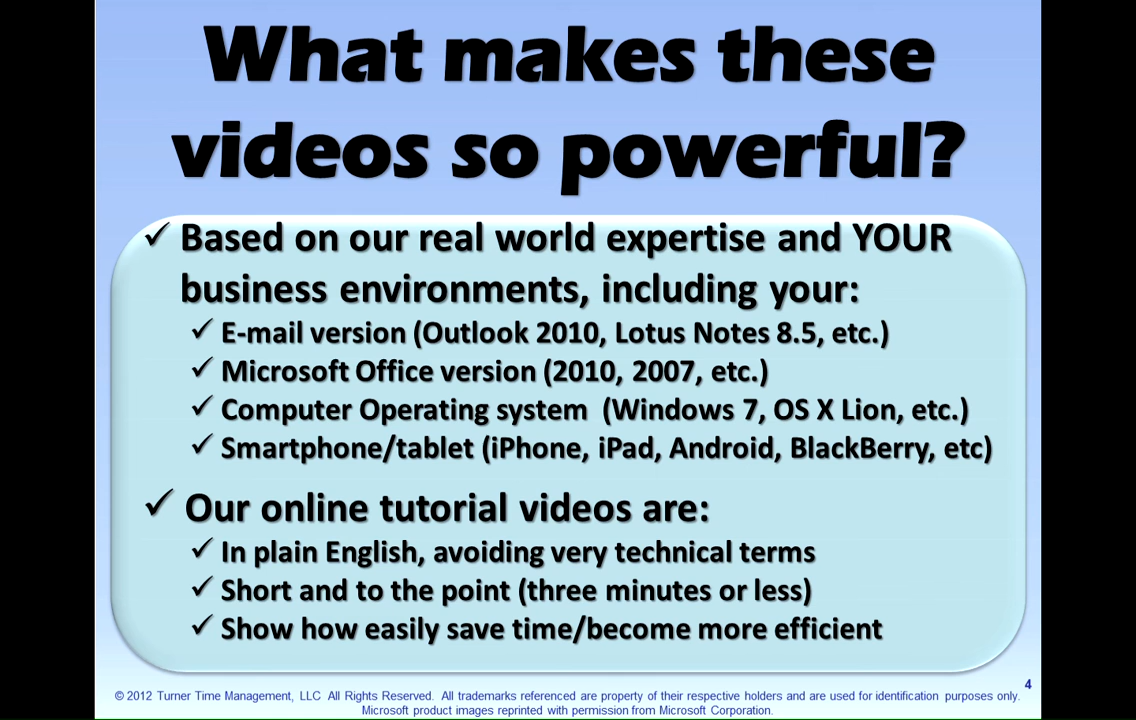 What makes these
videos so powerful?
✓ Based on our real world expertise and YOUR
business environments, including your:
✓ E-mail version (Outlook 2010, Lotus Notes 8.5, etc.)
✓ Microsoft Office version (2010, 2007, etc.)
✓ Computer Operating system (Windows 7, OS X Lion, etc.)
✓ Smartphone/tablet (iPhone, iPad, Android, BlackBerry, etc)
✓ Our online tutorial videos are:
✓ In plain English, avoiding very technical terms
✓ Short and to the point (three minutes or less)
✓ Show how easily save time/become more efficient
4
© 2012 Turner Time Management, LLC All Rights Reserved. All trademarks referenced are property of their respective holders and are used for identification purposes only.
Microsoft product images reprinted with permission from Microsoft Corporation.